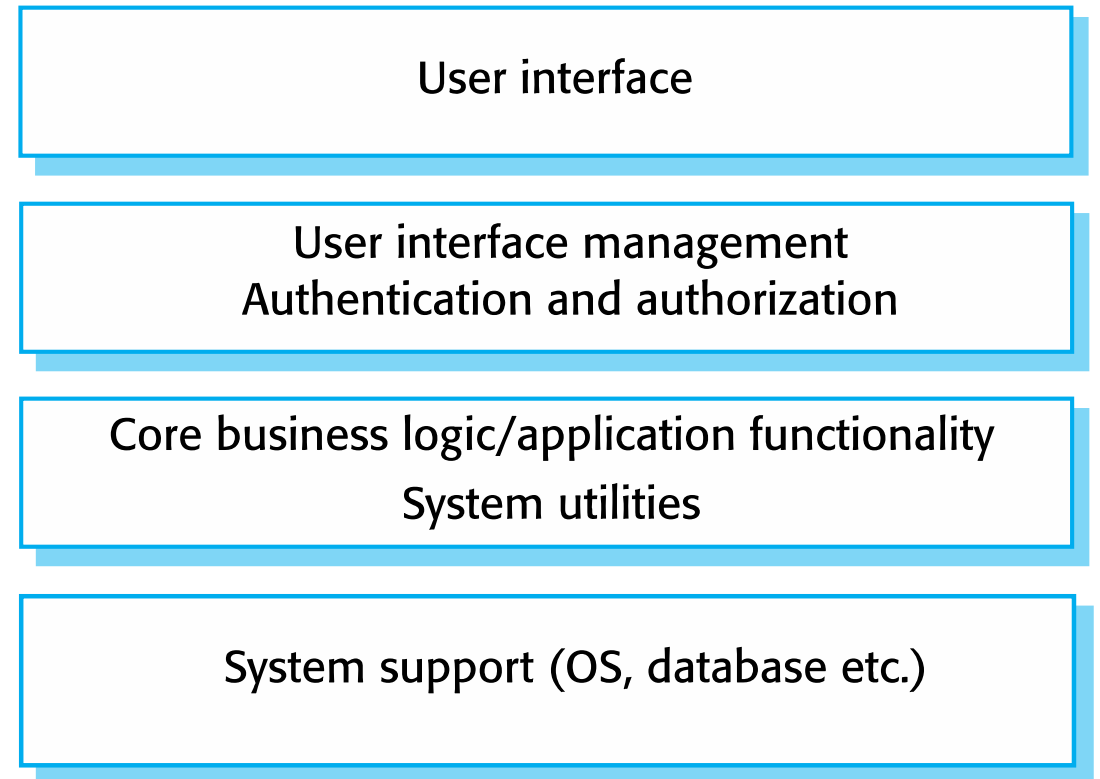 User interface
User interface management
Authentication and authorization
Core business logic/application functionality
System utilities
System support (OS, database etc.)